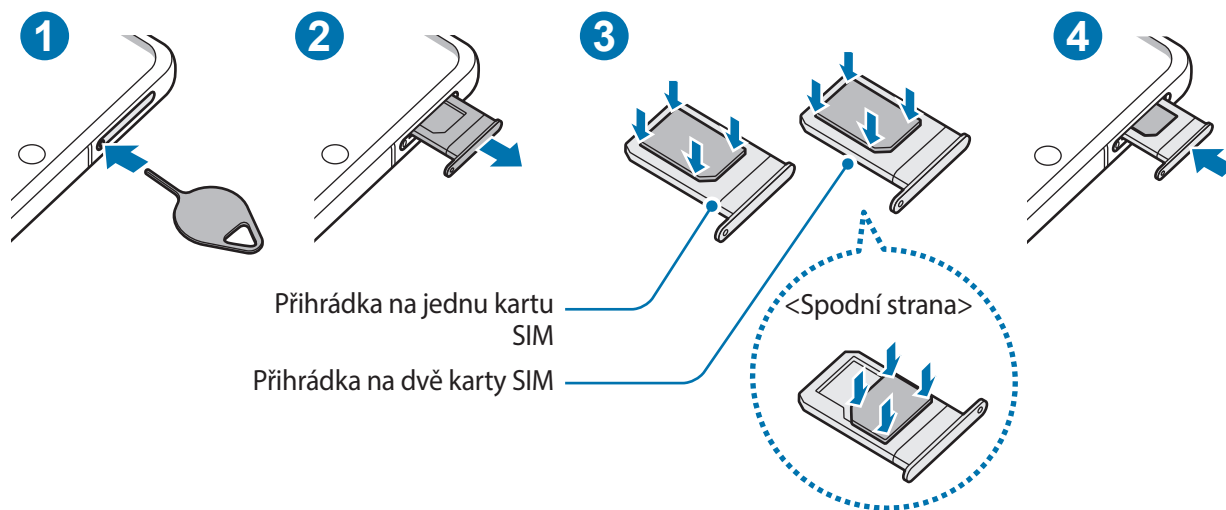 1
2
3
4
Přihrádka na jednu kartu
SIM
Přihrádka na dvě karty SIM
<Spodní strana>